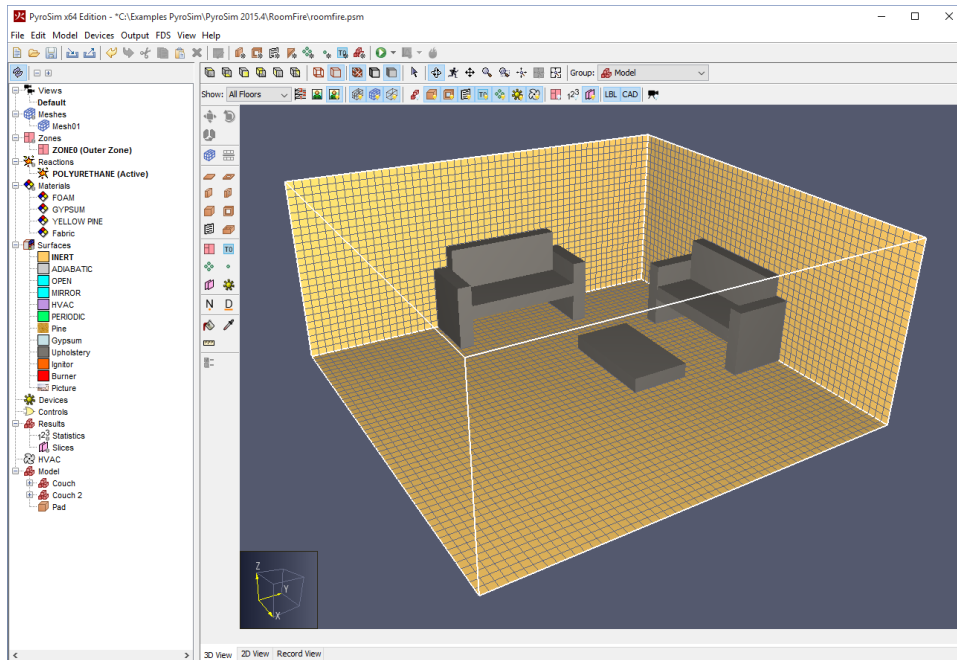 PyroSim x64 Edition - *C:\Examples PyroSim\PyroSim 2015.4\RoomFire\roomfire.psm
File Edit Model Devices Output FDS View Help
Group: Model
Show: All Floors
LBL CAD
Views
Default
Meshes
Mesh01
Zones
ZONE0 (Outer Zone)
Reactions
POLYURETHANE (Active)
Materials
FOAM
GYPSUM
YELLOW PINE
Fabric
Surfaces
INERT
ADIABATIC
OPEN
MIRROR
HVAC
PERIODIC
Pine
Gypsum
Upholstery
Ignitor
Burner
Picture
Devices
Controls
Results
Statistics
Slices
HVAC
Model
Couch
Couch 2
Pad
N D
Z
Y
X
3D View 2D View Record View